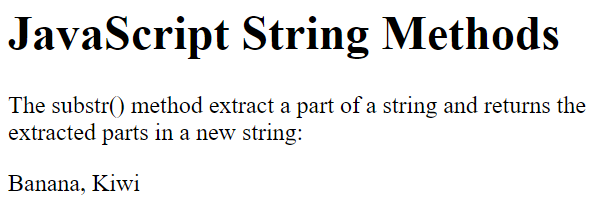 JavaScript String Methods
The substr() method extract a part of a string and returns the
extracted parts in a new string:
Banana, Kiwi